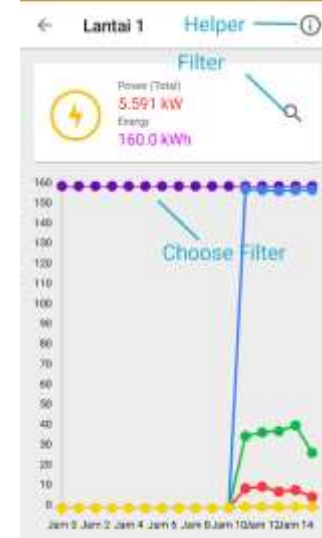 Lantai 1
Helper
Filter
Power (Total)
5.591 kW
Energy
160.0 kWh
Choose Filter
160
150
140
130
120
110
100
90
80
70
60
50
40
30
20
10
0
Jam 0 Jam 2 Jam 4 Jam 6 Jam 8 Jam 10 Jam 12 Jam 14